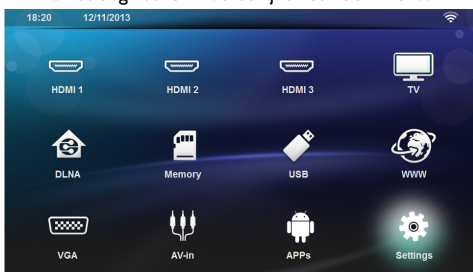 18:20 12/11/2013
HDMI 1 HDMI 2 HDMI 3 TV
DLNA Memory USB WWW
VGA AV-in APPs Settings